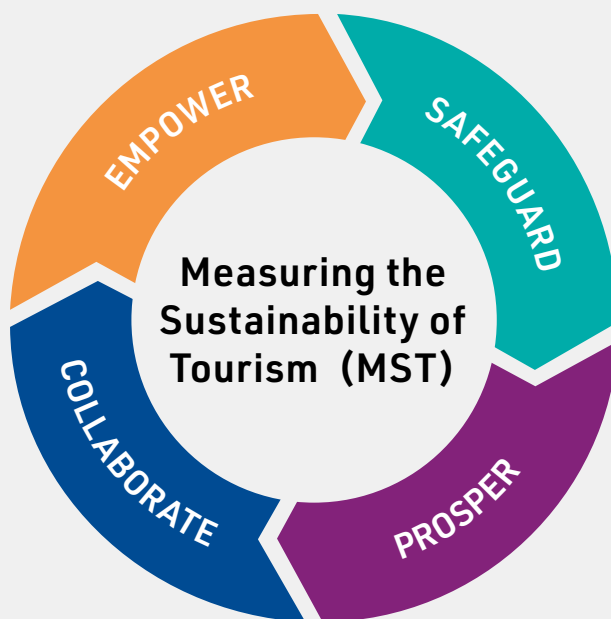 EMPOWER
SAFEGUARD
Measuring the
Sustainability of
Tourism (MST)
COLLABORATE
PROSPER